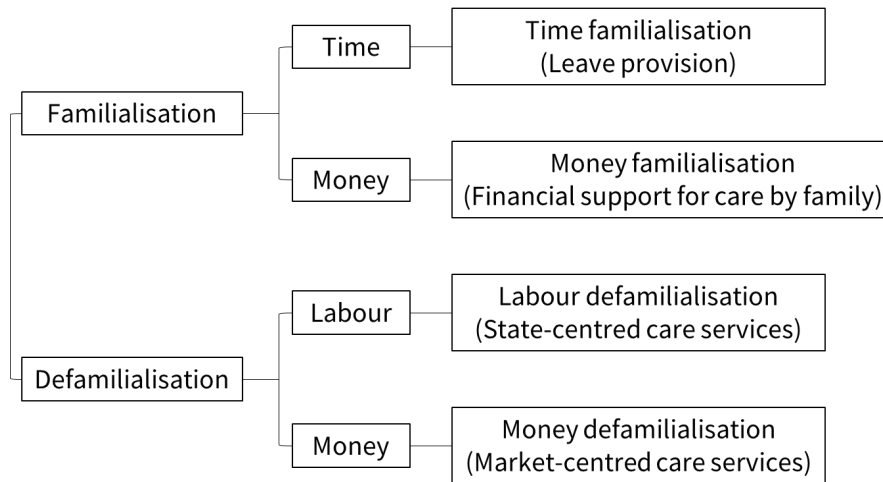 Time
Time familialisation
(Leave provision)
Familialisation
Money
Money familialisation
(Financial support for care by family)
Labour
Labour defamilialisation
(State-centred care services)
Defamilialisation
Money
Money defamilialisation
(Market-centred care services)